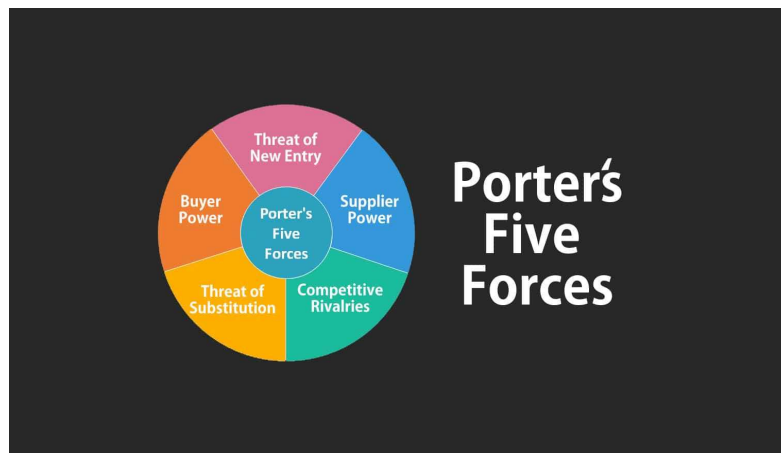 Threat of
New Entry
Buyer
Power
Porter's
Five
Forces
Supplier
Power
Threat of
Substitution
Competitive
Rivalries
Porter's
Five
Forces